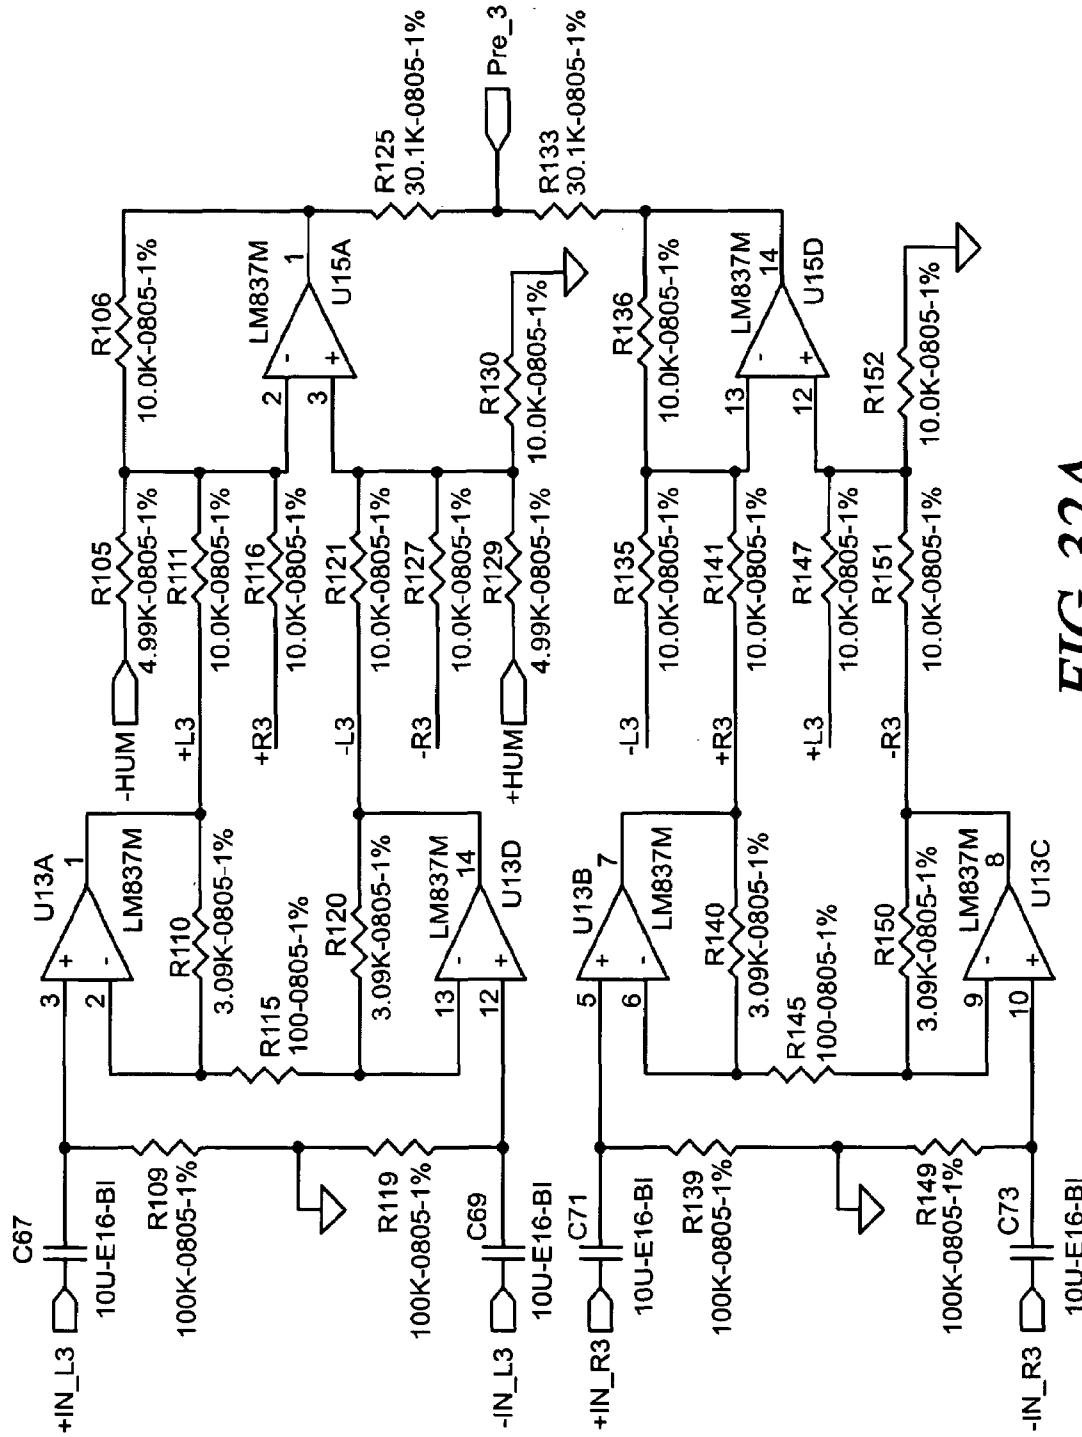 C67
10U-E16-BI
+IN_L3
R109
100K-0805-1%
R119
100K-0805-1%
C69
10U-E16-BI
-IN_L3
3
2
+
-
U13A
1
LM837M
R110
3.09K-0805-1%
R115
100-0805-1%
R120
3.09K-0805-1%
LM837M
14
U13D
13
12
-
+
-HUM
+L3
+R3
-L3
-R3
+HUM
R105
4.99K-0805-1%
R111
10.0K-0805-1%
R116
10.0K-0805-1%
R121
10.0K-0805-1%
R127
10.0K-0805-1%
R129
4.99K-0805-1%
R106
10.0K-0805-1%
LM837M
1
U15A
2
3
-
+
R130
10.0K-0805-1%
R125
30.1K-0805-1%
Pre_3
R133
30.1K-0805-1%
C71
10U-E16-BI
+IN_R3
R139
100K-0805-1%
R149
100K-0805-1%
C73
10U-E16-BI
-IN_R3
5
6
+
-
U13B
7
LM837M
R140
3.09K-0805-1%
R145
100-0805-1%
R150
3.09K-0805-1%
LM837M
8
U13C
9
10
-
+
-L3
+R3
+L3
-R3
R135
10.0K-0805-1%
R141
10.0K-0805-1%
R147
10.0K-0805-1%
R151
10.0K-0805-1%
R136
10.0K-0805-1%
LM837M
14
U15D
13
12
-
+
R152
10.0K-0805-1%
FIG 32A